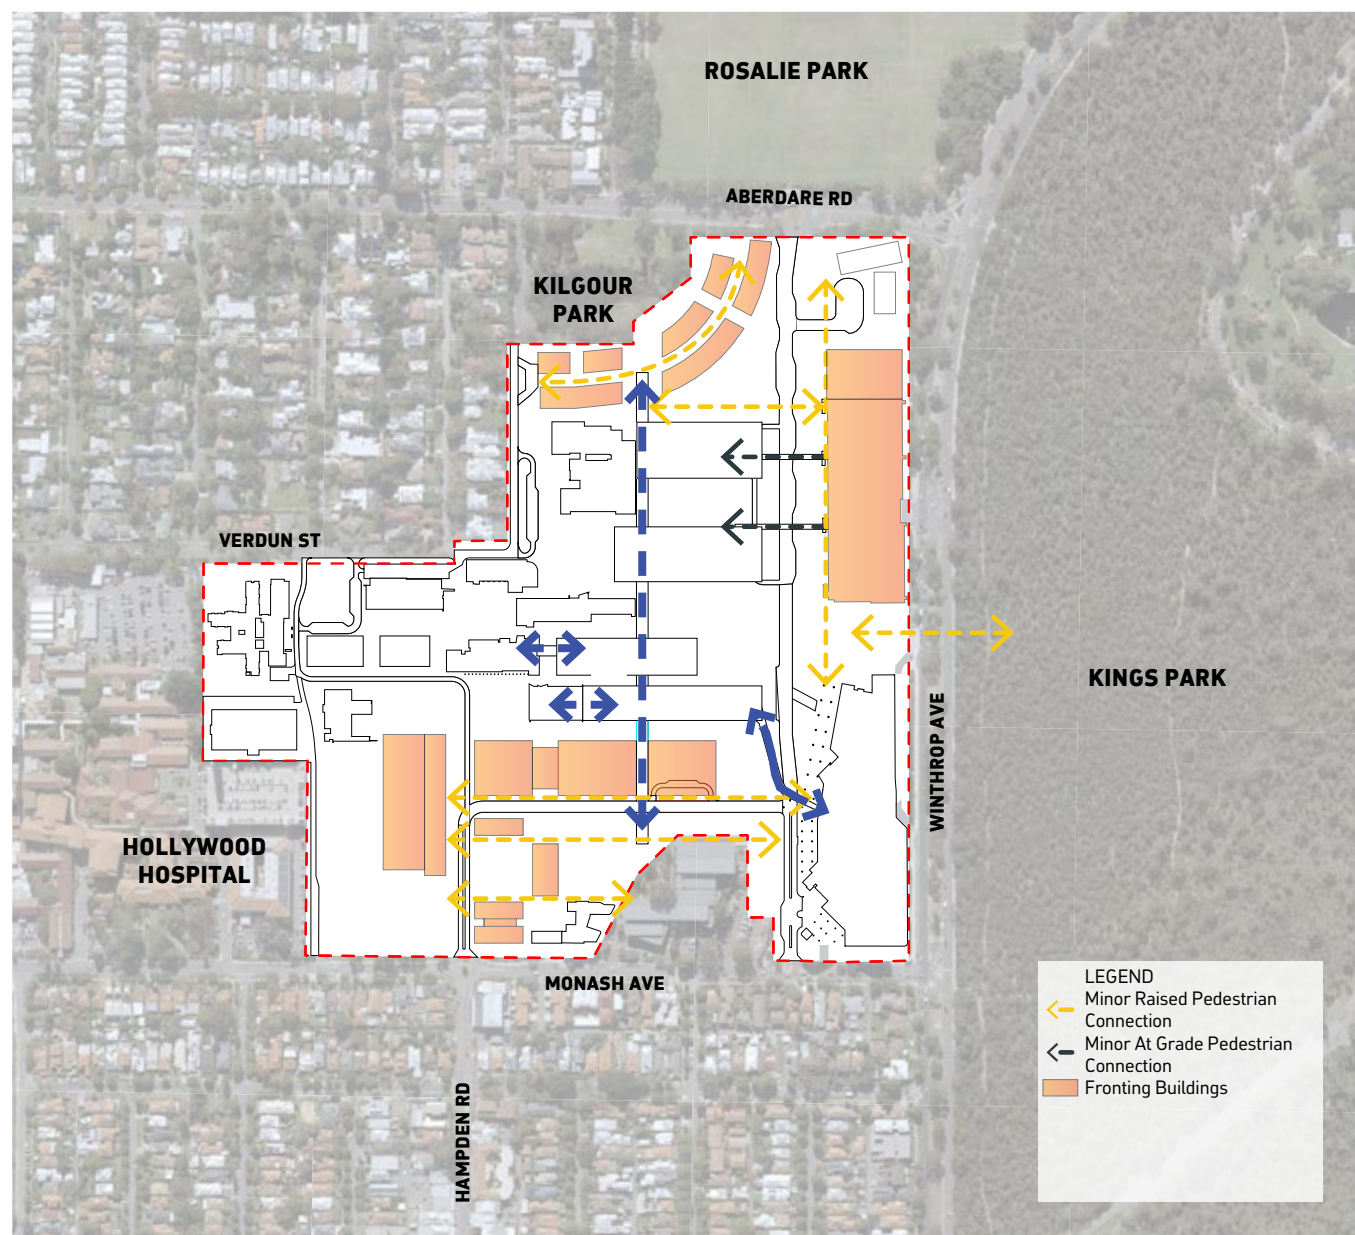 ROSALIE PARK
ABERDARE RD
KILGOUR
PARK
VERDUN ST
KINGS PARK
WINTHROP AVE
HOLLYWOOD
HOSPITAL
MONASH AVE
HAMPDEN RD
LEGEND
Minor Raised Pedestrian
Connection
Minor At Grade Pedestrian
Connection
Fronting Buildings